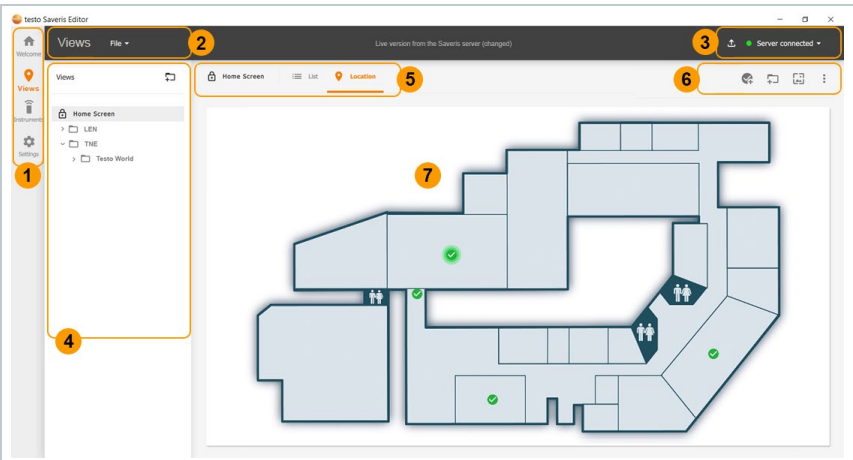 testo Saveris Editor
Welcome
Views
Instruments
Settings
1
Views File
2
Live version from the Saveris server (changed)
3
Server connected
Views
Home Screen
LEN
TNE
Testo World
4
Home Screen
List
Location
5
6
7